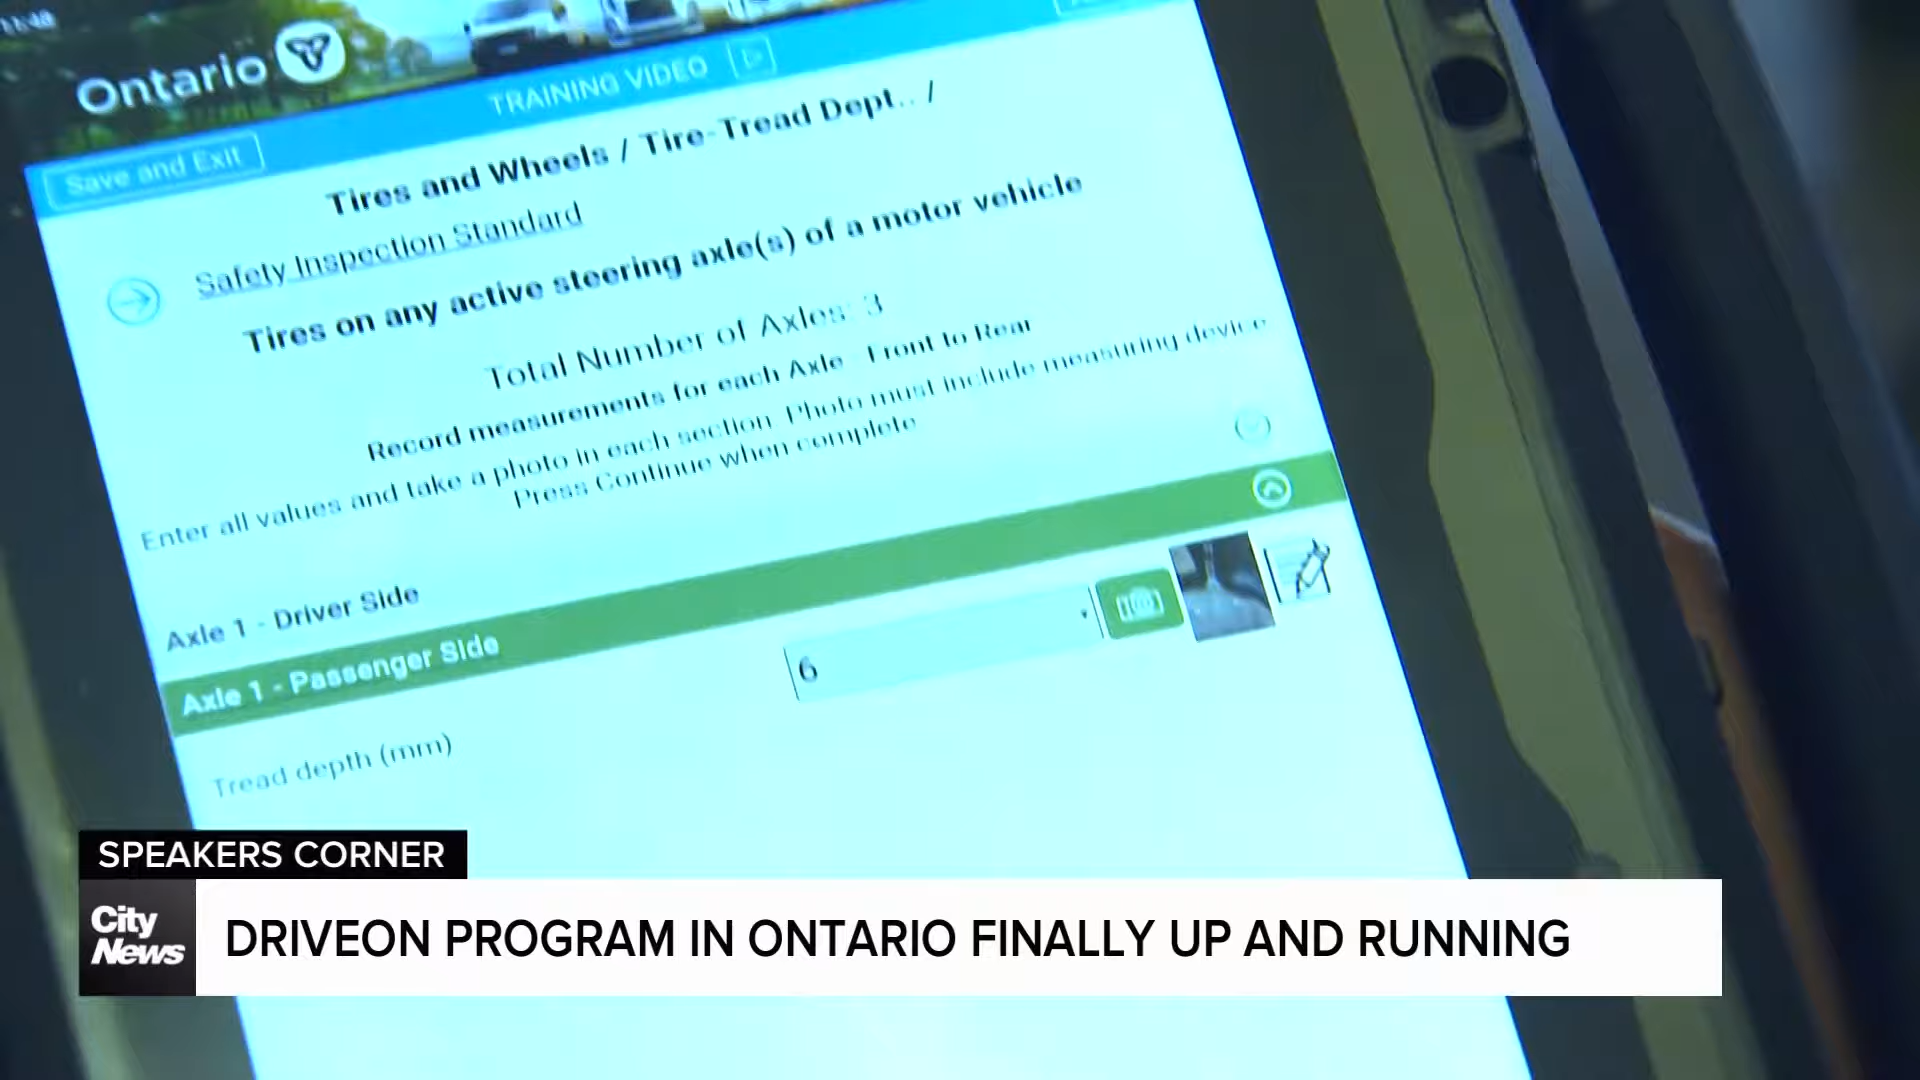 11:48
Ontario
TRAINING VIDEO
Save and Exit
Tires and Wheels / Tire-Tread Dept.. /
Safety Inspection Standard
Tires on any active steering axle(s) of a motor vehicle
Total Number of Axles: 3
Record measurements for each Axle - Front to Rear
Enter all values and take a photo in each section. Photo must include measuring device
Press Continue when complete
Axle 1 - Driver Side
Axle 1 - Passenger Side
Tread depth (mm)
6
SPEAKERS CORNER
City
News
DRIVEON PROGRAM IN ONTARIO FINALLY UP AND RUNNING